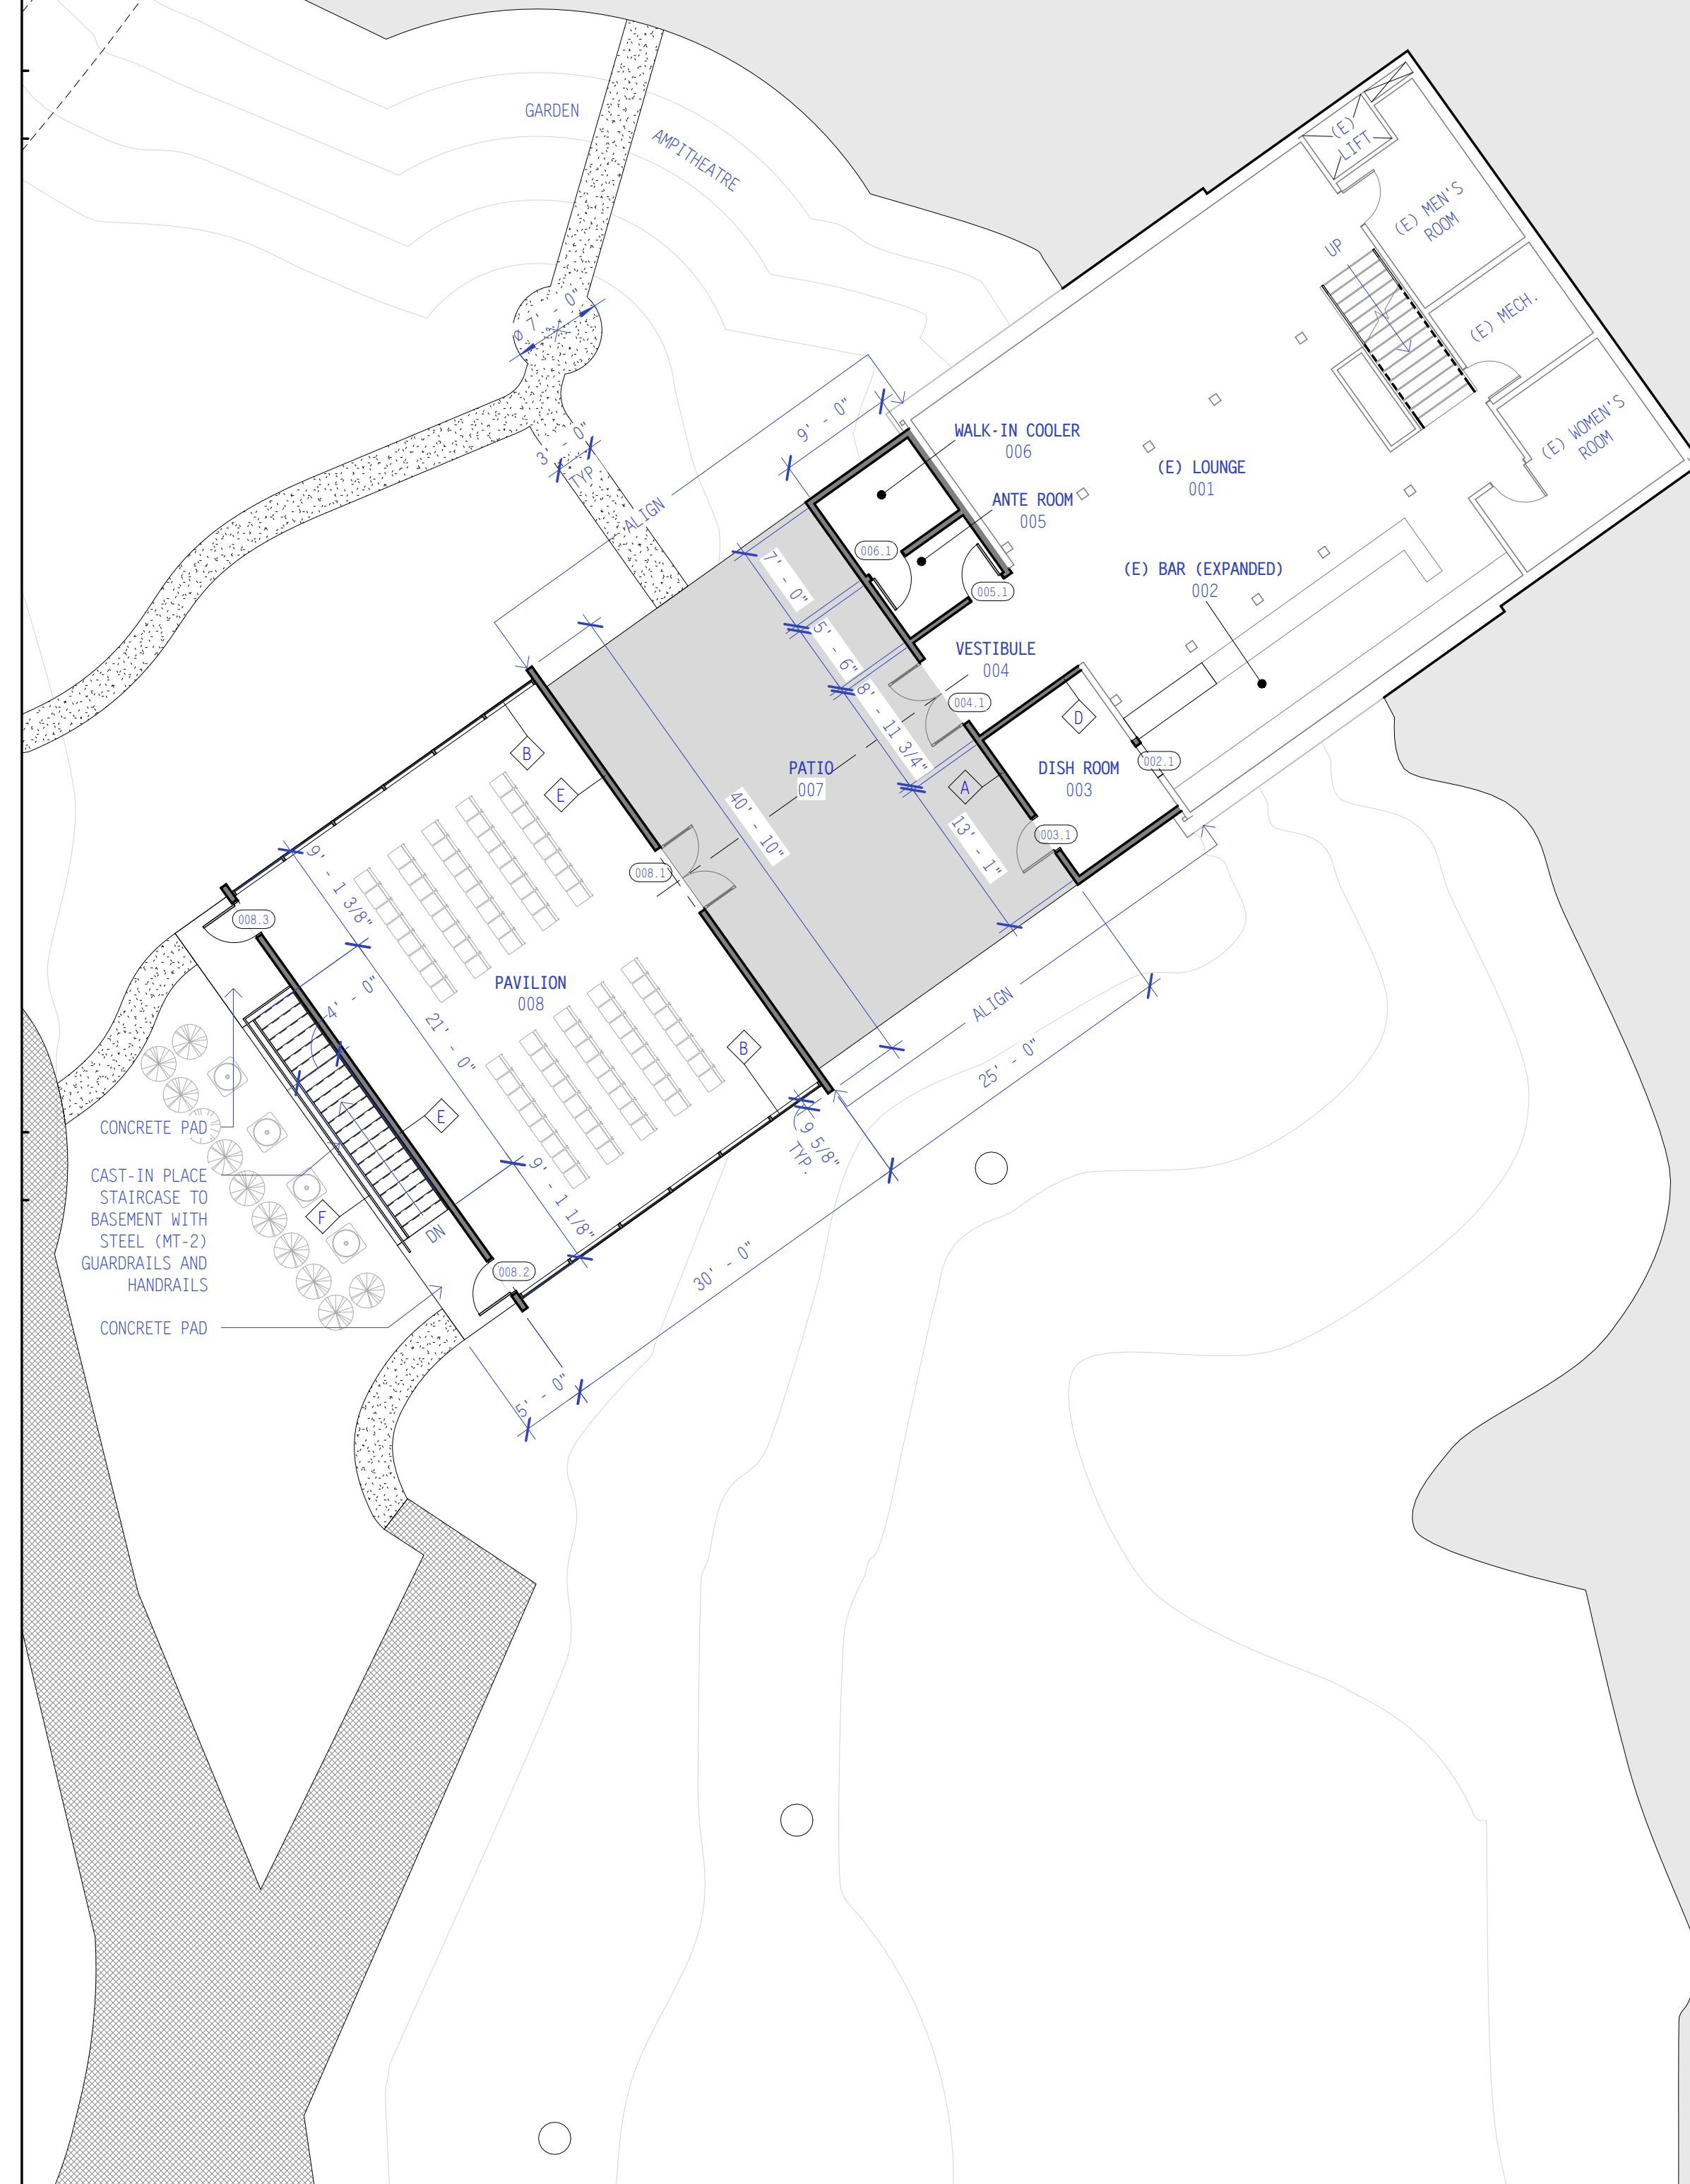 GARDEN
AMPITHEATRE
(E)
LIFT
(E) MEN'S
ROOM
UP
(E) MECH.
(E) WOMEN'S
ROOM
ø 7' - 0"
3' - 0"
TYP.
ALIGN
9' - 0"
WALK-IN COOLER
006
ANTE ROOM
005
(E) LOUNGE
001
006.1
005.1
(E) BAR (EXPANDED)
002
7' - 0"
5' - 6"
VESTIBULE
004
004.1
8' - 11 3/4"
D
B
E
PATIO
007
A
DISH ROOM
003
002.1
40' - 10"
13' - 1"
003.1
008.1
9' - 1 3/8"
008.3
PAVILION
008
4' - 0"
21' - 0"
ALIGN
B
25' - 0"
E
9 5/8"
TYP.
CONCRETE PAD
CAST-IN PLACE
STAIRCASE TO
BASEMENT WITH
STEEL (MT-2)
GUARDRAILS AND
HANDRAILS
F
DN
9' - 1 1/8"
008.2
30' - 0"
CONCRETE PAD
5' - 0"